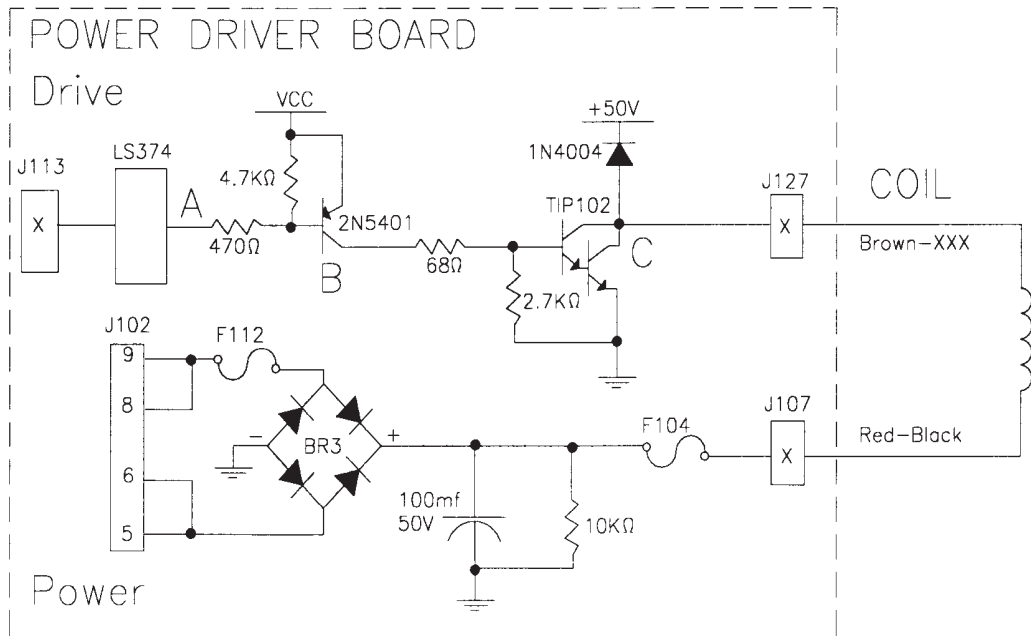 POWER DRIVER BOARD
Drive
VCC
+50V
LS374
1N4004
J113
4.7KΩ
J127
COIL
A
TIP102
X
2N5401
X
470Ω
B
68Ω
C
Brown-XXX
2.7KΩ
J102
F112
9
8
J107
F104
- BR3 +
Red-Black
X
6
100mf
50V
10KΩ
5
Power